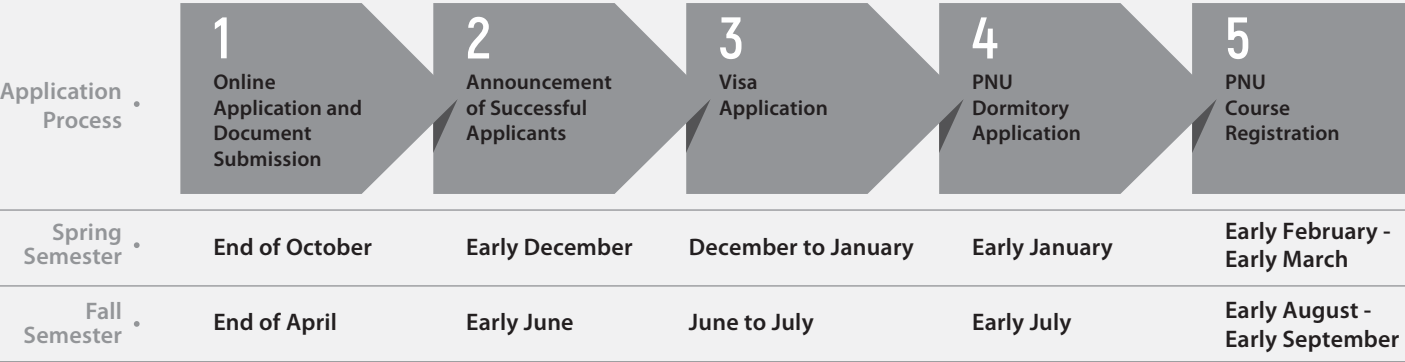 Application
Process •
1
Online
Application and
Document
Submission
2
Announcement
of Successful
Applicants
3
Visa
Application
4
PNU
Dormitory
Application
5
PNU
Course
Registration
Spring
Semester •
End of October
Early December
December to January
Early January
Early February -
Early March
Fall
Semester •
End of April
Early June
June to July
Early July
Early August -
Early September